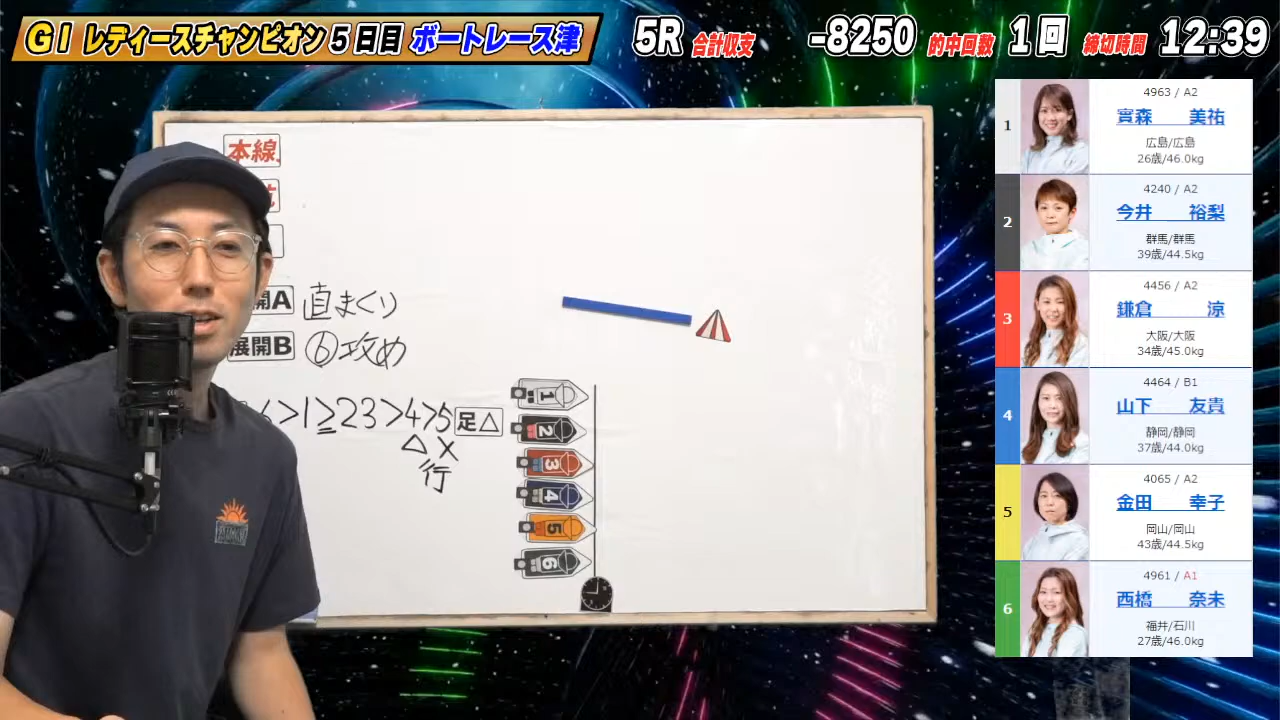 GⅠ レディースチャンピオン 5日目 ボートレース津
5R 合計収支 -8250 的中回数 1回 締切時間 12:39
本線
開A 直まくり
展開B ⑥攻め
6>1≧23>4>5 足△
△ ×
行
1
2
3
4
5
6
1
4963 / A2
實森 美祐
広島/広島
26歳/46.0kg
2
4240 / A2
今井 裕梨
群馬/群馬
39歳/44.5kg
3
4456 / A2
鎌倉 涼
大阪/大阪
34歳/45.0kg
4
4464 / B1
山下 友貴
静岡/静岡
37歳/44.0kg
5
4065 / A2
金田 幸子
岡山/岡山
43歳/44.5kg
6
4961 / A1
西橋 奈未
福井/石川
27歳/46.0kg